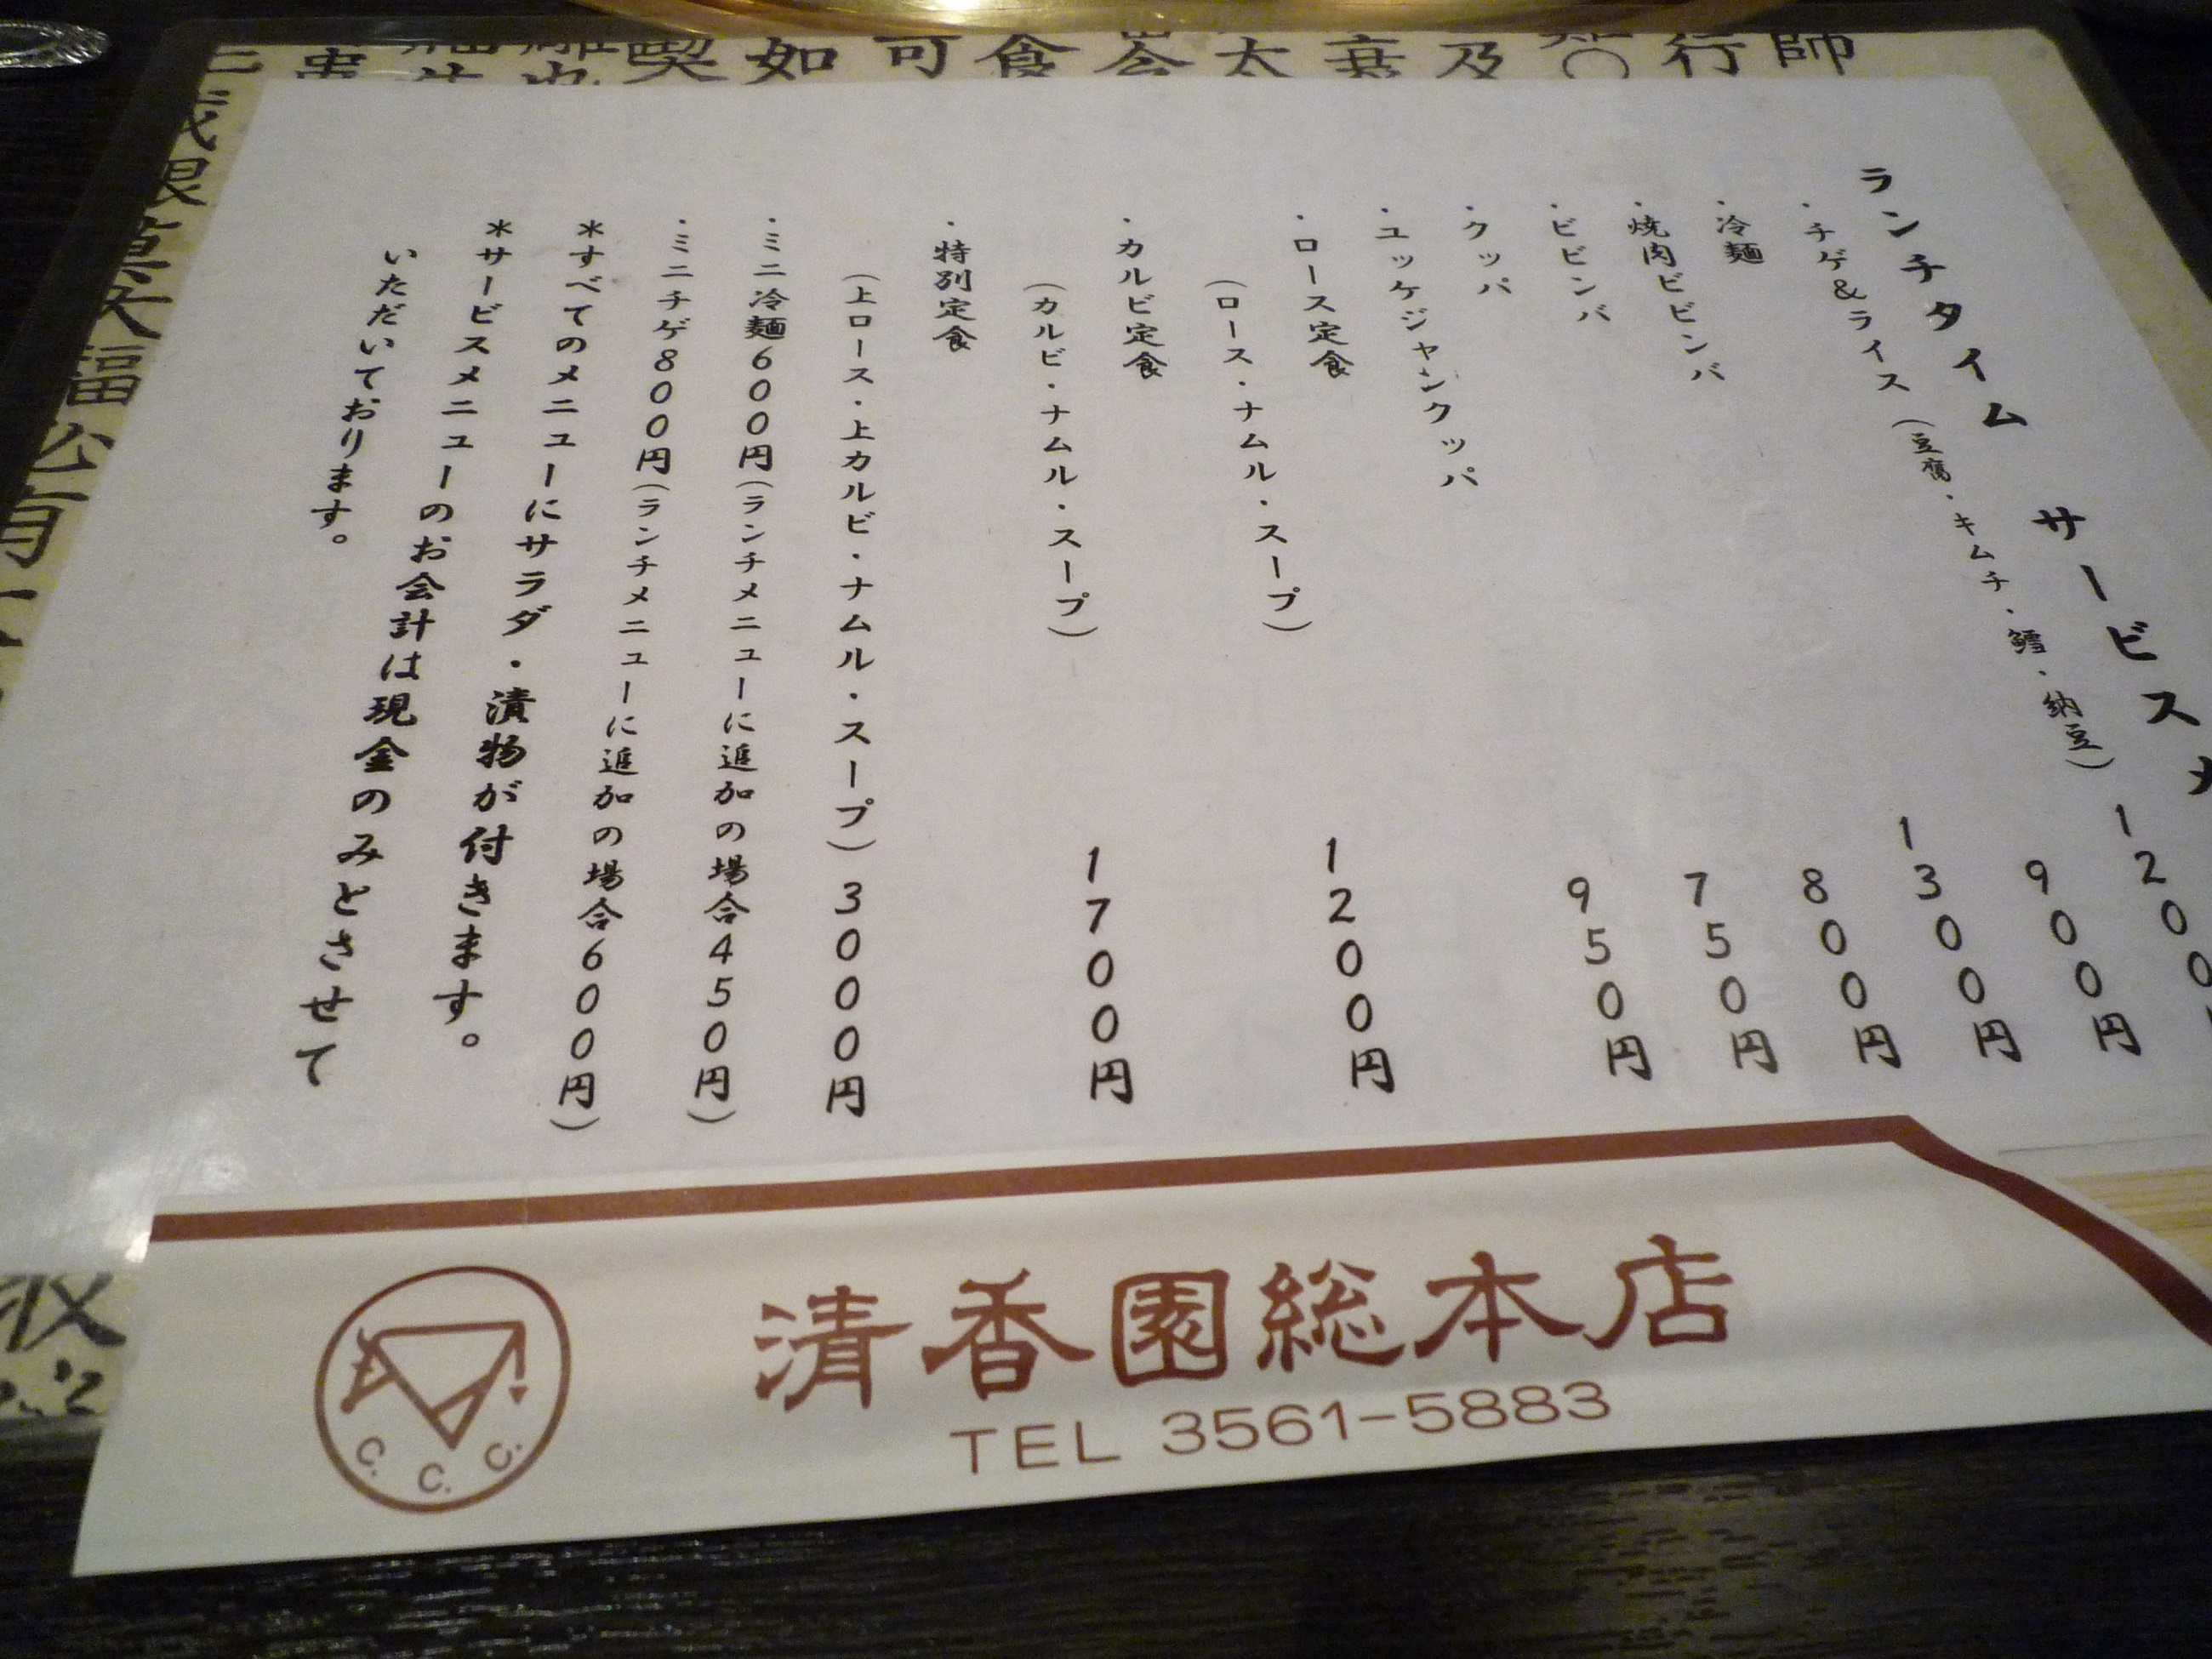 ランチタイム サービスメ
・チゲ&ライス(豆腐・キムチ・鱈・納豆) 1200
・冷麺 900円
・焼肉ビビンバ 1300円
・ビビンバ 800円
・クッパ 750円
・ユッケジャンクッパ 950円
・ロース定食
(ロース・ナムル・スープ) 1200円
・カルビ定食
(カルビ・ナムル・スープ) 1700円
・特別定食
(上ロース・上カルビ・ナムル・スープ) 3000円
・ミニ冷麺600円(ランチメニューに追加の場合450円)
・ミニチゲ800円(ランチメニューに追加の場合600円)
*すべてのメニューにサラダ・漬物が付きます。
*サービスメニューのお会計は現金のみとさせて
いただいております。
師行
及衰太会食可如喫
清香園総本店
TEL 3561-5883
C. C. C.